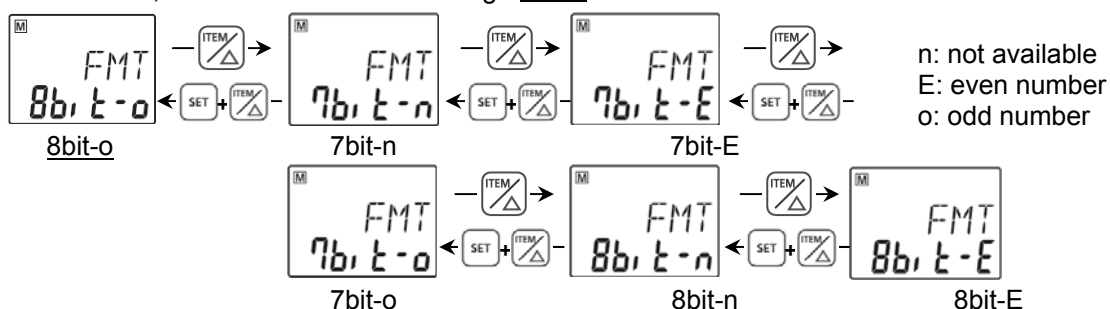 M M M
ITEM/△ ITEM/△ ITEM/△
FMT FMT FMT
n: not available
SET + ITEM/△ SET + ITEM/△ SET + ITEM/△
E: even number
8bit-o 7bit-n 7bit-E
o: odd number
8bit-o 7bit-n 7bit-E
M M M
ITEM/△ ITEM/△
FMT FMT FMT
SET + ITEM/△ SET + ITEM/△
7bit-o 8bit-n 8bit-E
7bit-o 8bit-n 8bit-E